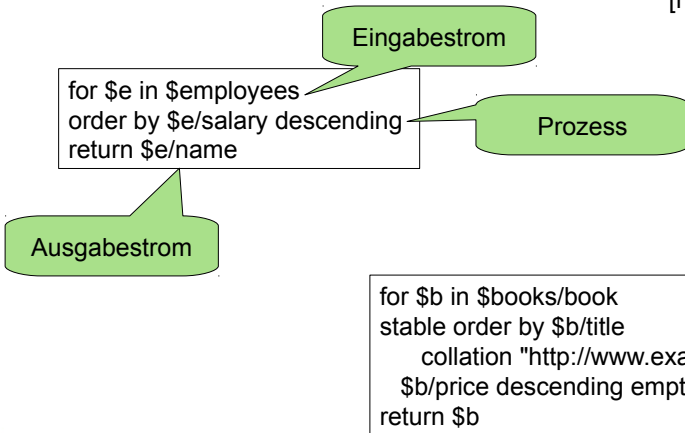 Eingabestrom
for $e in $employees
order by $e/salary descending
return $e/name
Prozess
Ausgabestrom
for $b in $books/book
stable order by $b/title
collation "http://www.exa
$b/price descending empt
return $b